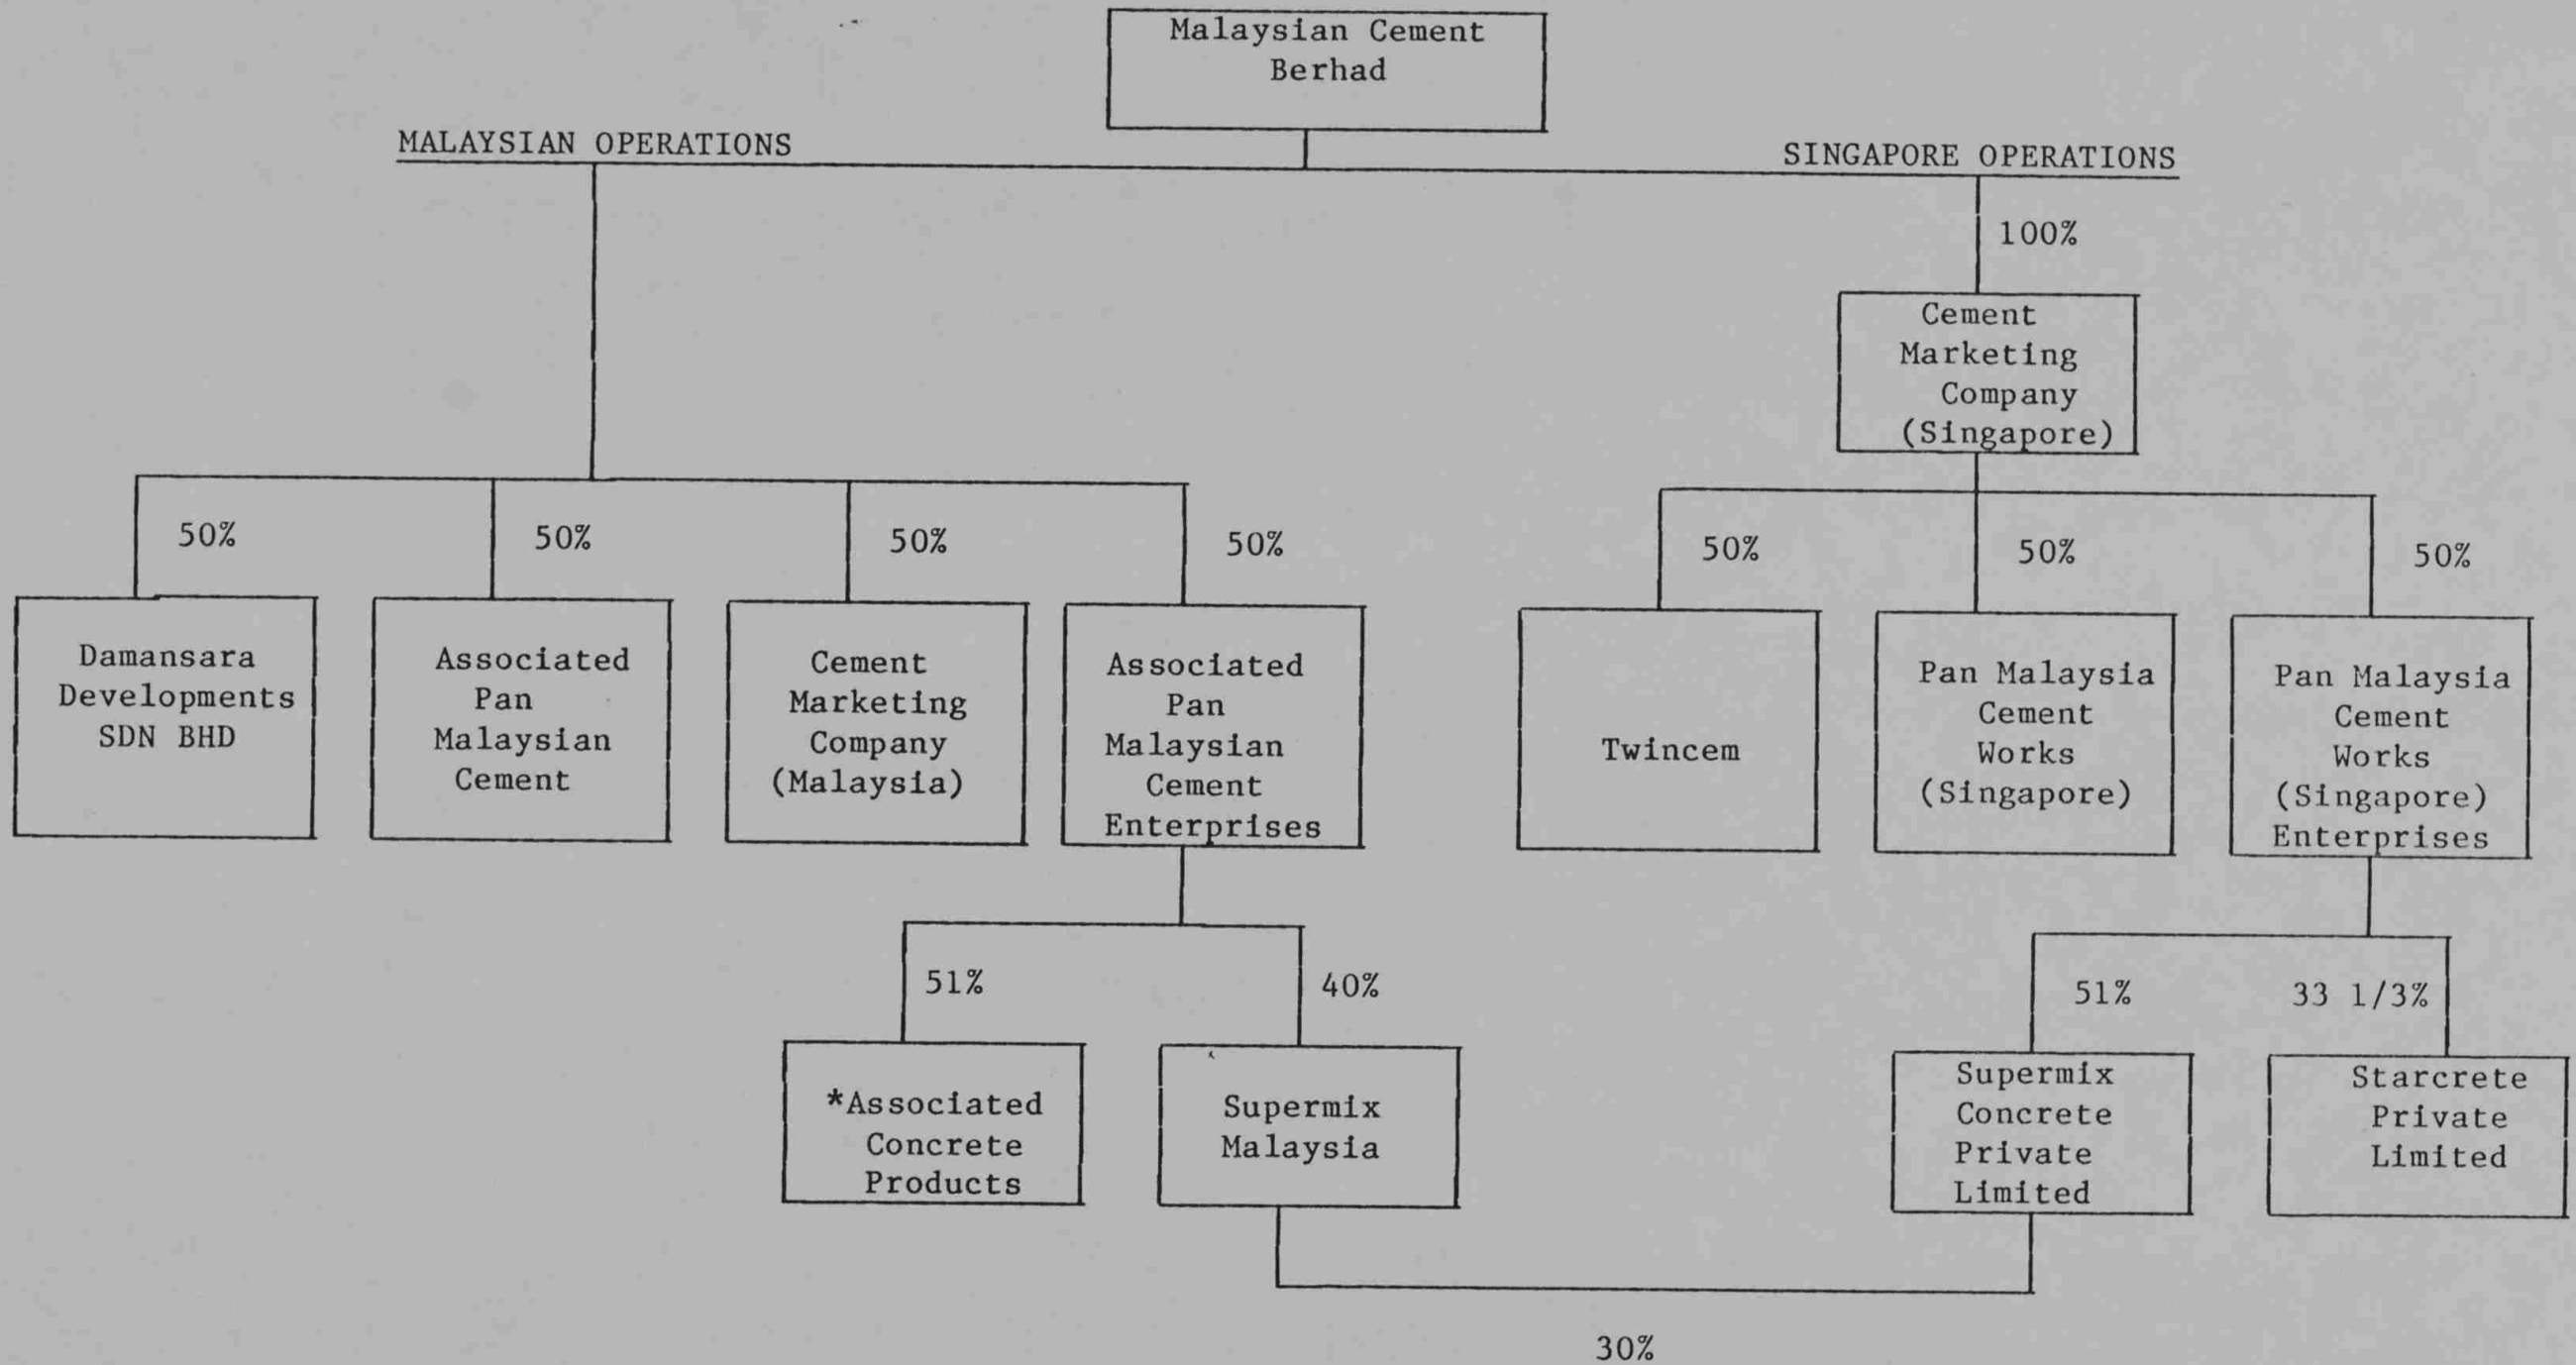 Malaysian Cement
Berhad
MALAYSIAN OPERATIONS
SINGAPORE OPERATIONS
100%
Cement
Marketing
Company
(Singapore)
50%
50%
50%
50%
50%
50%
50%
Damansara
Developments
SDN BHD
Associated
Pan
Malaysian
Cement
Cement
Marketing
Company
(Malaysia)
Associated
Pan
Malaysian
Cement
Enterprises
Twincem
Pan Malaysia
Cement
Works
(Singapore)
Pan Malaysia
Cement
Works
(Singapore)
Enterprises
51%
40%
51%
33 1/3%
*Associated
Concrete
Products
Supermix
Malaysia
Supermix
Concrete
Private
Limited
Starcrete
Private
Limited
30%